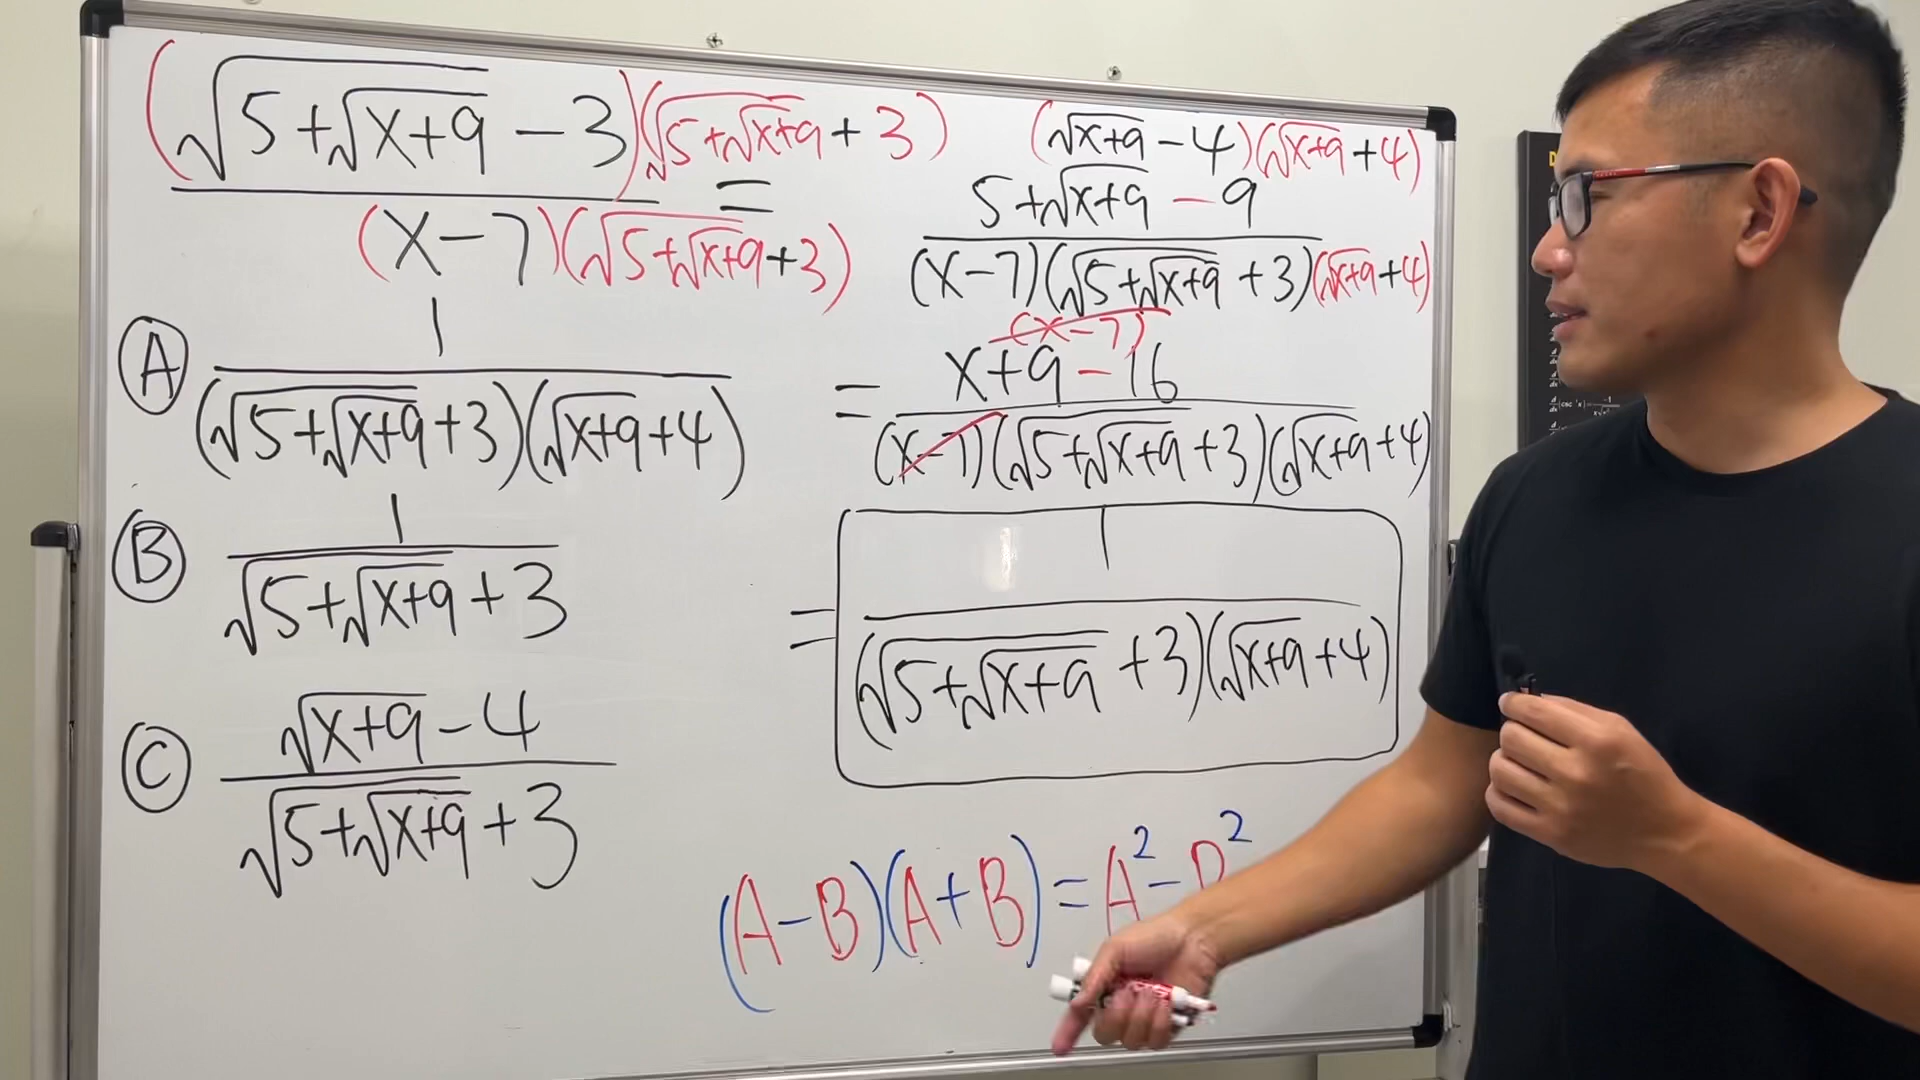 (√(5+√(x+9)) - 3)(√(5+√(x+9)) + 3)
(x-7)(√(5+√(x+9)) + 3)
=
(√(x+9) - 4)(√(x+9) + 4)
5+√(x+9) - 9
(x-7)(√(5+√(x+9)) + 3)(√(x+9) + 4)
(x-7)
= x+9 - 16
(x-7)(√(5+√(x+9)) + 3)(√(x+9) + 4)
= 1
(√(5+√(x+9)) + 3)(√(x+9) + 4)
Ⓐ 1
(√(5+√(x+9)) + 3)(√(x+9) + 4)
Ⓑ 1
√(5+√(x+9)) + 3
Ⓒ √(x+9) - 4
√(5+√(x+9)) + 3
(A-B)(A+B) = A² - B²